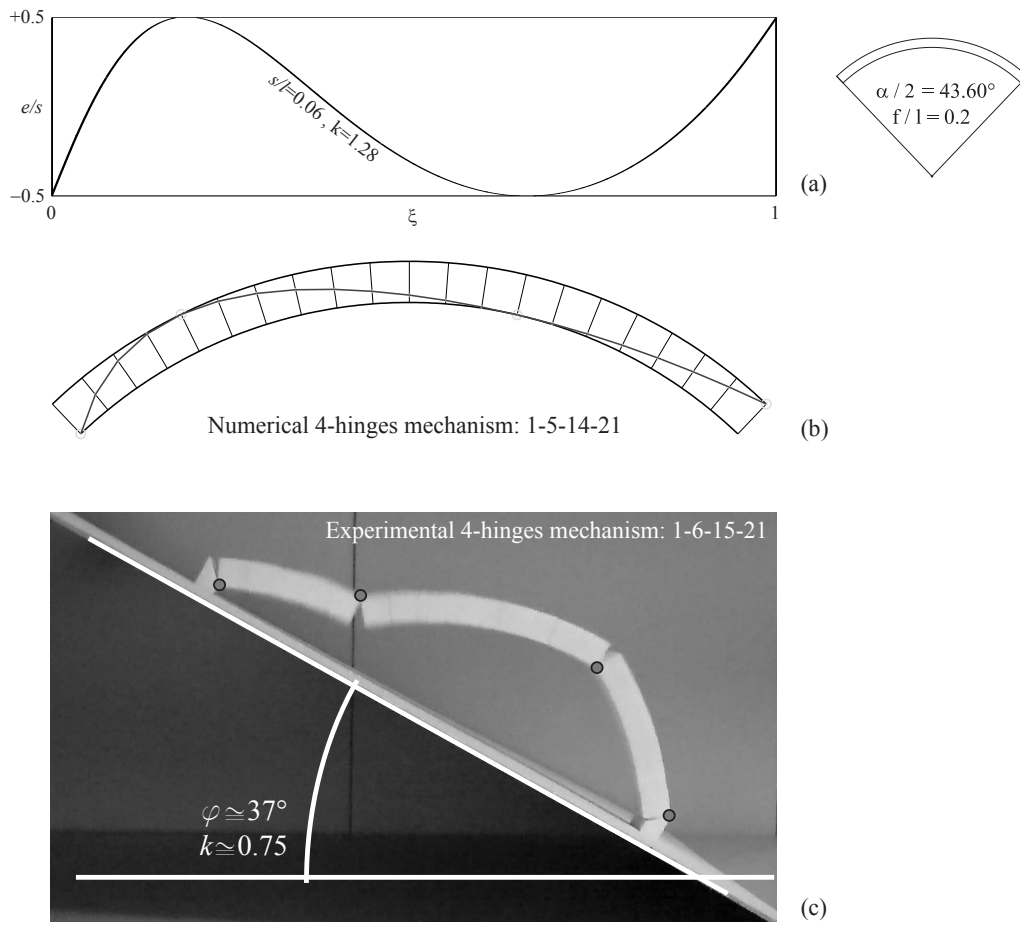 +0.5
e/s
−0.5
0
ξ
1
s/l=0.06 , k=1.28
(a)
α / 2 = 43.60°
f / l = 0.2
Numerical 4-hinges mechanism: 1-5-14-21
(b)
Experimental 4-hinges mechanism: 1-6-15-21
φ≃37°
k≃0.75
(c)